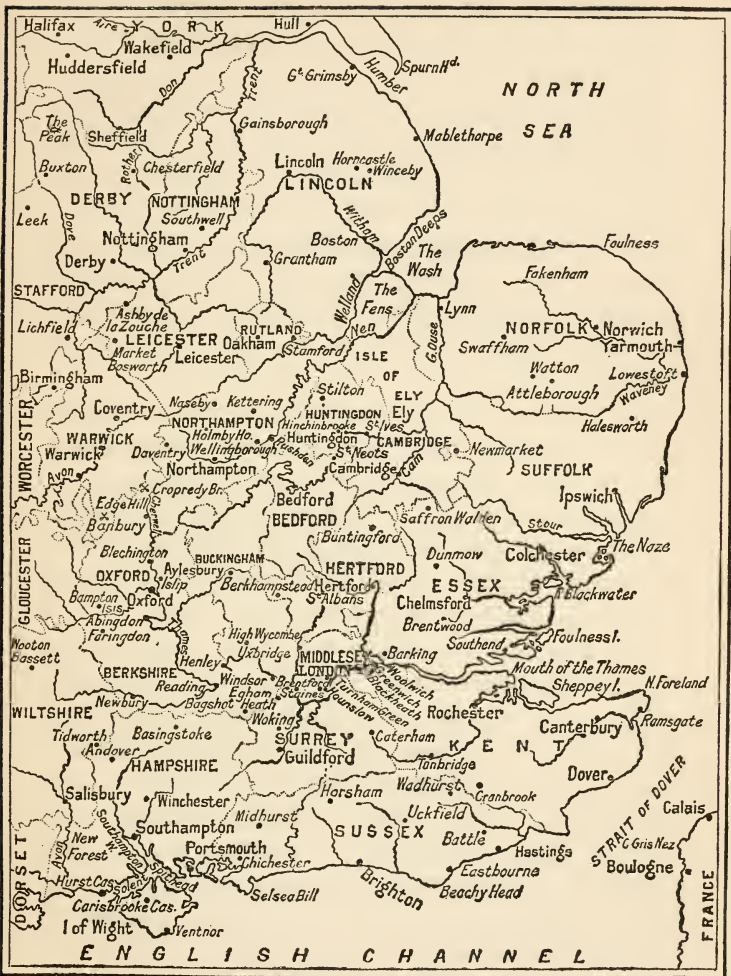 Halifax
Aire
YORK
Hull
Wakefield
Huddersfield
Don
Trent
Gt. Grimsby
Humber
Spurn Hd.
NORTH
SEA
The
Peak
Sheffield
Rother
Gainsborough
Mablethorpe
Buxton
Chesterfield
Lincoln
Horncastle
Winceby
LINCOLN
DERBY
NOTTINGHAM
Southwell
Leek
Dove
Nottingham
Trent
Derby
Boston
Witham
Boston Deeps
The
Wash
Foulness
Grantham
Fakenham
STAFFORD
Welland
The
Fens
Lynn
Ashby de
la Zouche
Lichfield
LEICESTER
Market
Bosworth
Leicester
RUTLAND
Oakham
Stamford
Nen
G. Ouse
NORFOLK
Norwich
Swaffham
Yarmouth
ISLE
OF
ELY
Ely
Watton
Attleborough
Lowestoft
Waveney
Birmingham
Stilton
Coventry
Naseby
Kettering
HUNTINGDON
Hinchinbrooke
St. Ives
Halesworth
WORCESTER
NORTHAMPTON
Holmby Ho.
Wellingborough
Huntingdon
CAMBRIDGE
Newmarket
WARWICK
Warwick
Daventry
Northampton
St. Neots
Cambridge
Cam
SUFFOLK
Avon
Cropredy Br.
Bedford
Ipswich
Edge Hill
Banbury
Cherwell
BEDFORD
Saffron Walden
Stour
Buntingford
The Naze
GLOUCESTER
Blechington
BUCKINGHAM
Dunmow
Colchester
OXFORD
Islip
Aylesbury
HERTFORD
Berkhampstead
Hertford
ESSEX
Blackwater
Bampton
Isis
Oxford
St. Albans
Chelmsford
Abingdon
Faringdon
Brentwood
Thames
High Wycombe
Uxbridge
Southend
Foulness I.
Wooton
Bassett
Henley
MIDDLESE
LONDON
Barking
BERKSHIRE
Reading
Windsor
Egham
Brentford
Staines
Woolwich
Greenwich
Blackheath
Turnham Green
Hounslow
Mouth of the Thames
Sheppey I.
N. Foreland
WILTSHIRE
Newbury
Bagshot Heath
Woking
Rochester
Ramsgate
Canterbury
Tidworth
Andover
Basingstoke
SURREY
Guildford
Caterham
KENT
HAMPSHIRE
Tonbridge
Dover
Salisbury
Winchester
Horsham
Wadhurst
Cranbrook
Midhurst
Uckfield
STRAIT OF DOVER
Calais
C. Gris Nez
New
Forest
Southampton
Southampton W.
SUSSEX
Battle
Hastings
Boulogne
DORSET
Portsmouth
Chichester
Spithead
Solent
Hurst Cas.
Carisbrooke Cas.
Selsea Bill
Brighton
Eastbourne
Beachy Head
FRANCE
I of Wight
Ventnor
ENGLISH CHANNEL